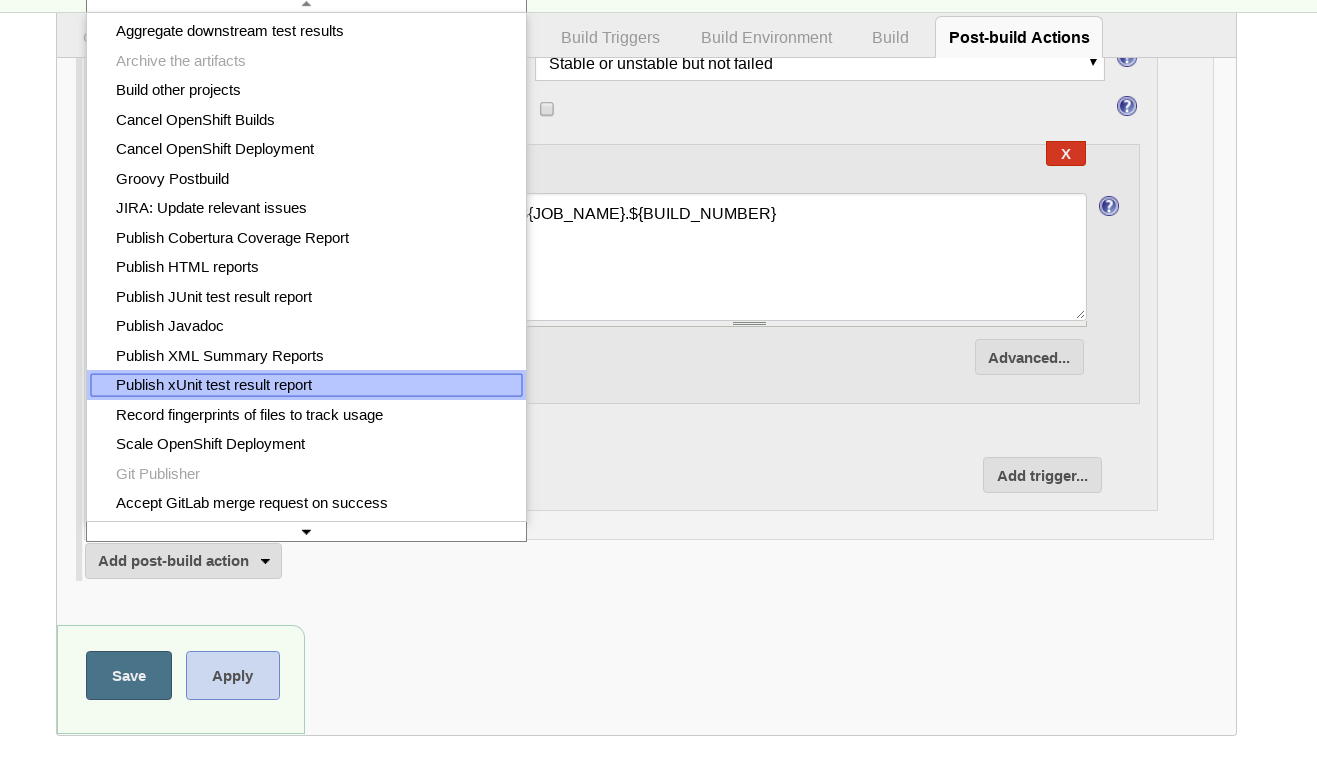 Build Triggers
Build Environment
Build
Post-build Actions
Aggregate downstream test results
Archive the artifacts
Build other projects
Cancel OpenShift Builds
Cancel OpenShift Deployment
Groovy Postbuild
JIRA: Update relevant issues
Publish Cobertura Coverage Report
Publish HTML reports
Publish JUnit test result report
Publish Javadoc
Publish XML Summary Reports
Publish xUnit test result report
Record fingerprints of files to track usage
Scale OpenShift Deployment
Git Publisher
Accept GitLab merge request on success
Stable or unstable but not failed
?
?
X
{JOB_NAME}.${BUILD_NUMBER}
?
Advanced...
Add trigger...
Add post-build action
Save
Apply